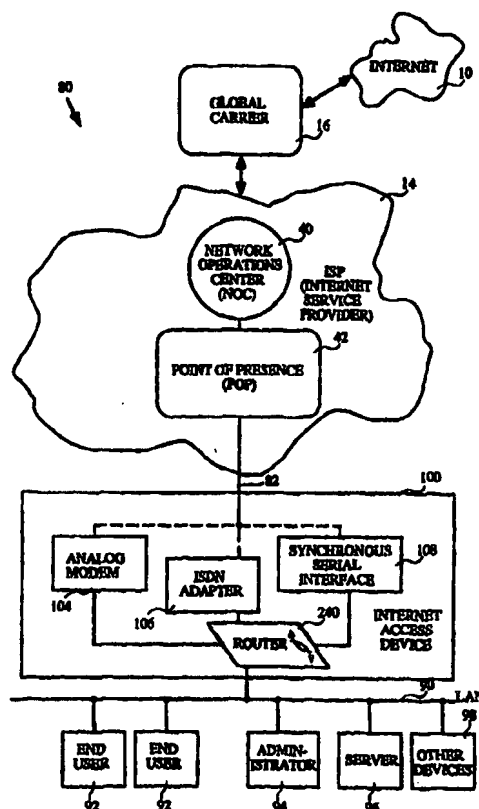 80
INTERNET
10
GLOBAL
CARRIER
16
14
40
NETWORK
OPERATIONS
CENTER
(NOC)
ISP
(INTERNET
SERVICE
PROVIDER)
42
POINT OF PRESENCE
(POP)
82
100
ANALOG
MODEM
104
ISDN
ADAPTER
106
SYNCHRONOUS
SERIAL
INTERFACE
108
240
ROUTER
INTERNET
ACCESS
DEVICE
90
LAN
END
USER
92
END
USER
92
ADMIN-
ISTRATOR
94
SERVER
96
98
OTHER
DEVICES